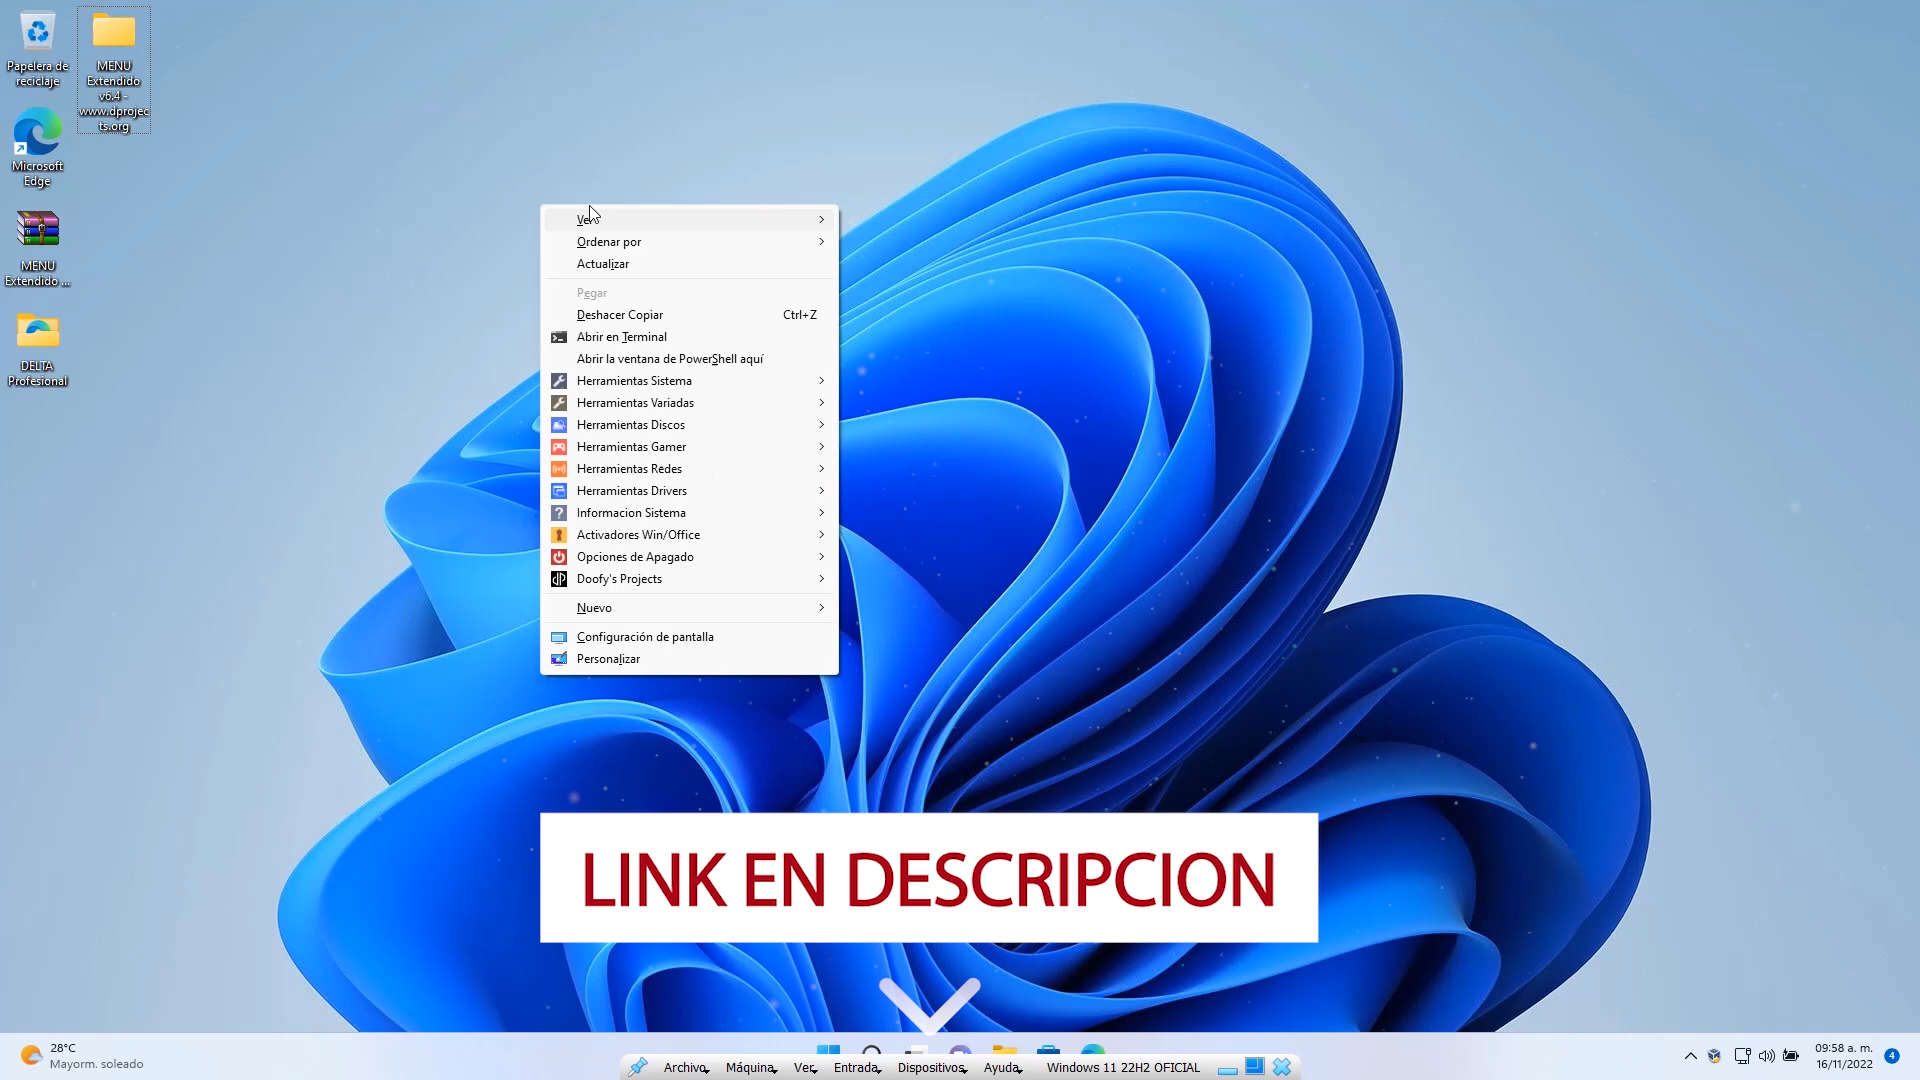 Papelera de
reciclaje
MENU
Extendido
v6.4 -
www.dprojec
ts.org
Microsoft
Edge
MENU
Extendido ...
DELTA
Profesional
Ve
Ordenar por
Actualizar
Pegar
Deshacer Copiar Ctrl+Z
Abrir en Terminal
Abrir la ventana de PowerShell aquí
Herramientas Sistema
Herramientas Variadas
Herramientas Discos
Herramientas Gamer
Herramientas Redes
Herramientas Drivers
Informacion Sistema
Activadores Win/Office
Opciones de Apagado
dP Doofy's Projects
Nuevo
Configuración de pantalla
Personalizar
LINK EN DESCRIPCION
28°C
Mayorm. soleado
Archivo Máquina Ver Entrada Dispositivos Ayuda Windows 11 22H2 OFICIAL
09:58 a. m.
16/11/2022
4